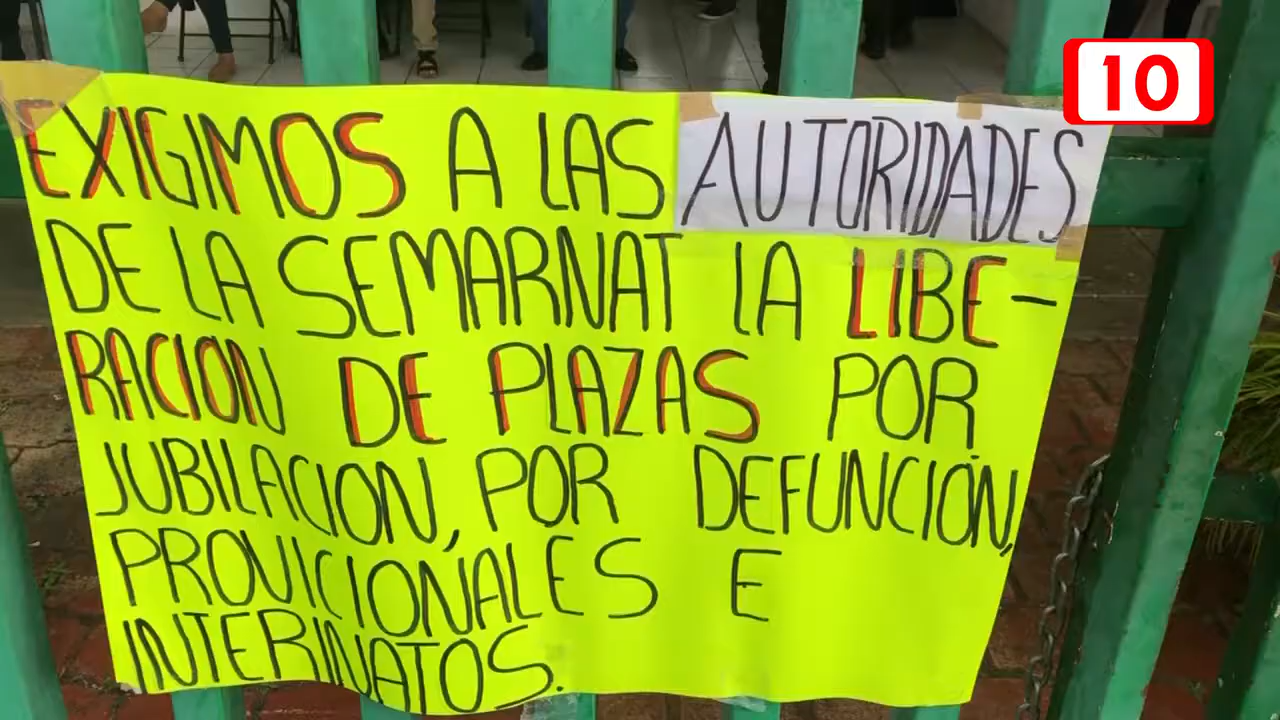 EXIGIMOS A LAS AUTORIDADES
DE LA SEMARNAT LA LIBE-
RACION DE PLAZAS POR
JUBILACION, POR DEFUNCIÓN,
PROVICIONALES E
INTERINATOS.
10